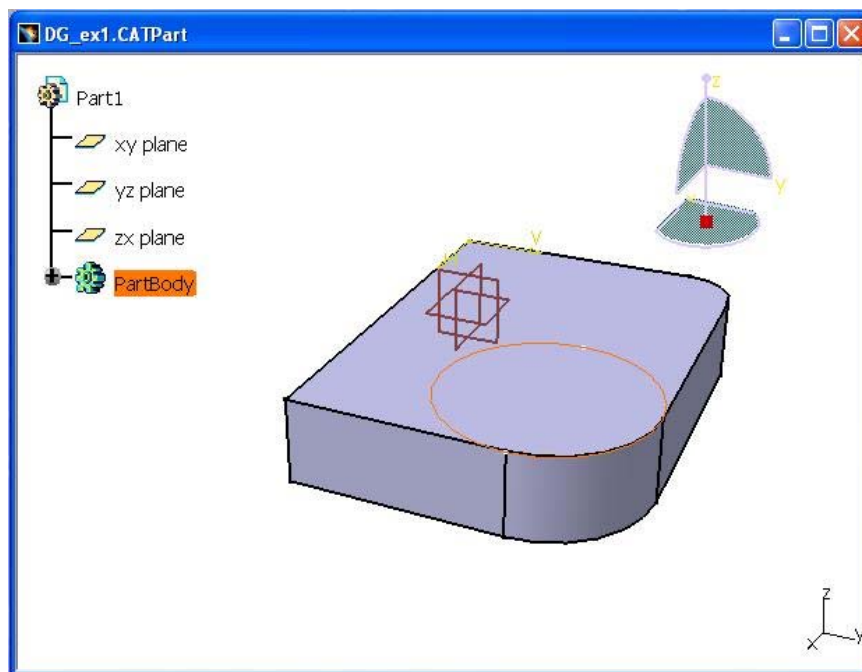 DG_ex1.CATPart
Part1
xy plane
yz plane
zx plane
PartBody
z
y
x
V
H
z
x
y